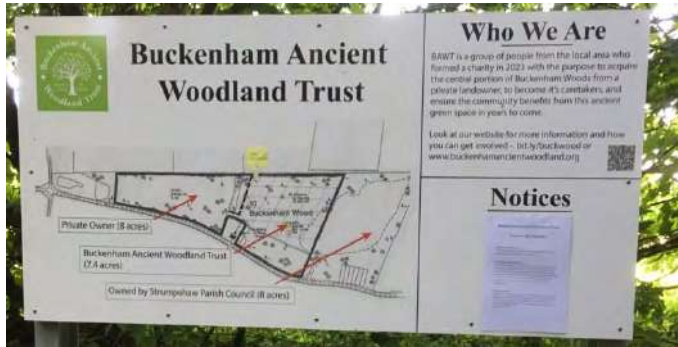 Buckenham Ancient
Woodland Trust
Buckenham Ancient
Woodland Trust
Private Owner (8 acres)
Buckenham Wood
Buckenham Ancient Woodland Trust
(7.4 acres)
Owned by Strumpshaw Parish Council (8 acres)
Who We Are
BAWT is a group of people from the local area who
formed a charity in 2023 with the purpose to acquire
the central portion of Buckenham Woods from a
private landowner, to become it's caretakers, and
ensure the community benefits from this ancient
green space in years to come.
Look at our website for more information and how
you can get involved - bit.ly/buckwood or
www.buckenhamancientwoodland.org
Notices